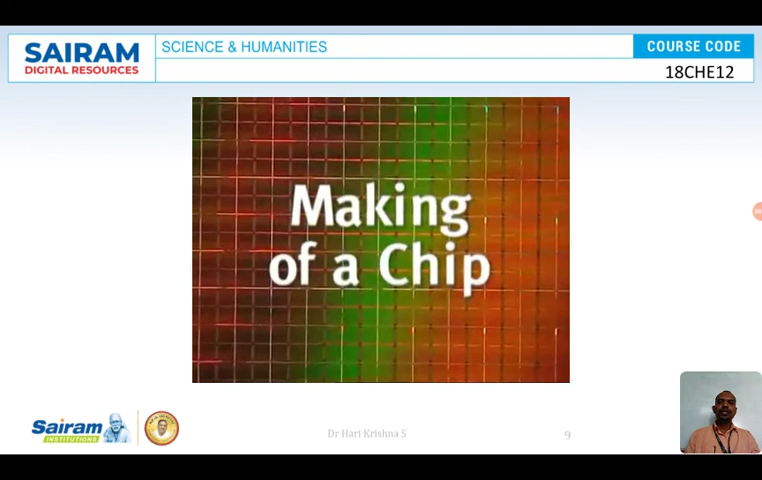 SAIRAM
DIGITAL RESOURCES
SCIENCE & HUMANITIES
COURSE CODE
18CHE12
Making
of a Chip
Sairam
INSTITUTIONS
Dr Hari Krishna S
9